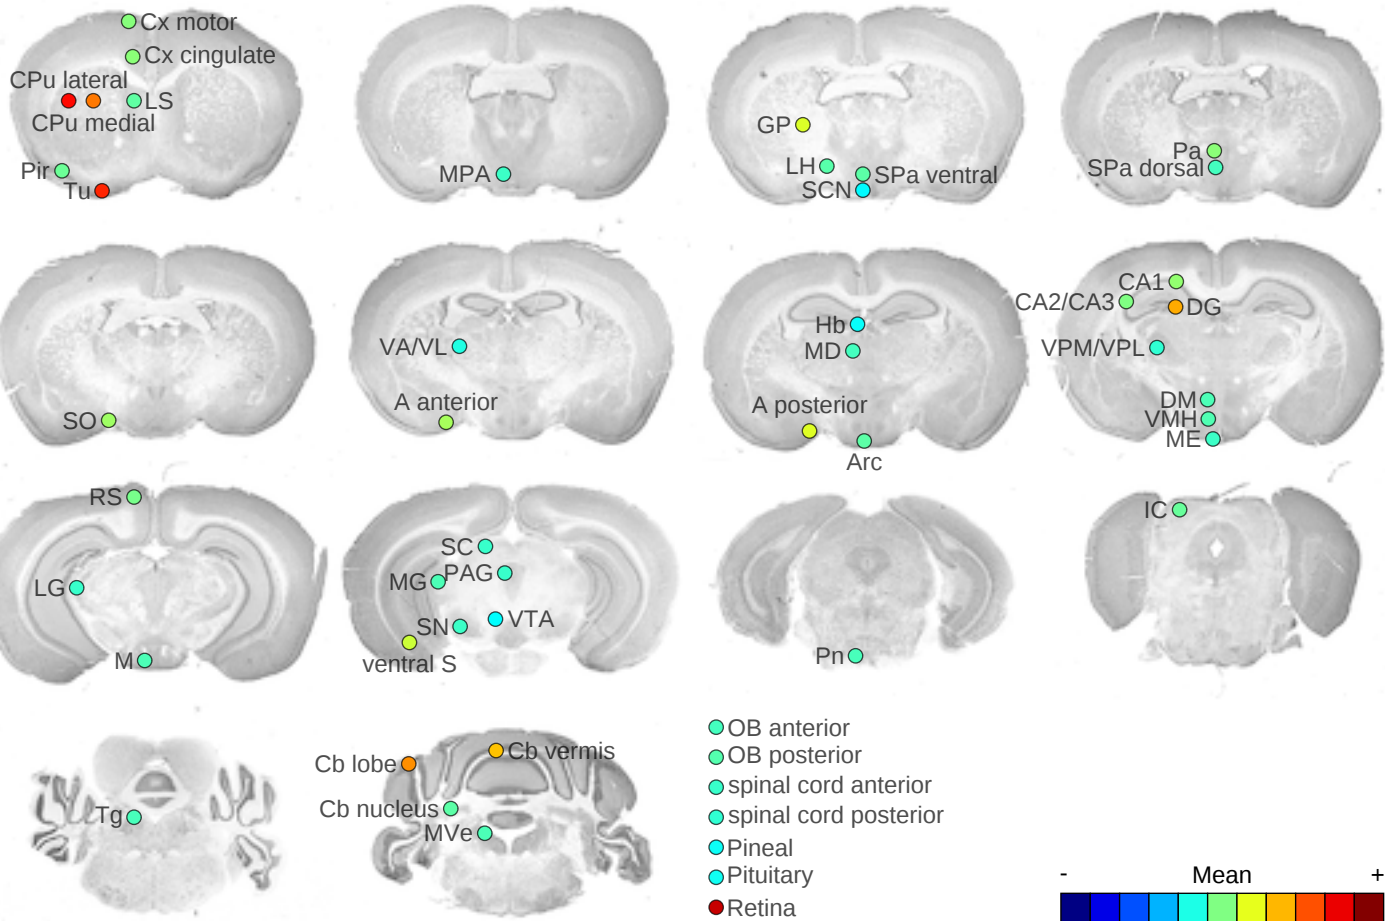 Cx motor
Cx cingulate
CPu lateral
LS
CPu medial
Pir
Tu
MPA
GP
LH
SPa ventral
SCN
Pa
SPa dorsal
SO
VA/VL
A anterior
Hb
MD
A posterior
Arc
CA1
CA2/CA3
DG
VPM/VPL
DM
VMH
ME
RS
LG
M
SC
PAG
MG
VTA
SN
ventral S
Pn
IC
Tg
Cb lobe
Cb vermis
Cb nucleus
MVe
OB anterior
OB posterior
spinal cord anterior
spinal cord posterior
Pineal
Pituitary
Retina
- Mean +